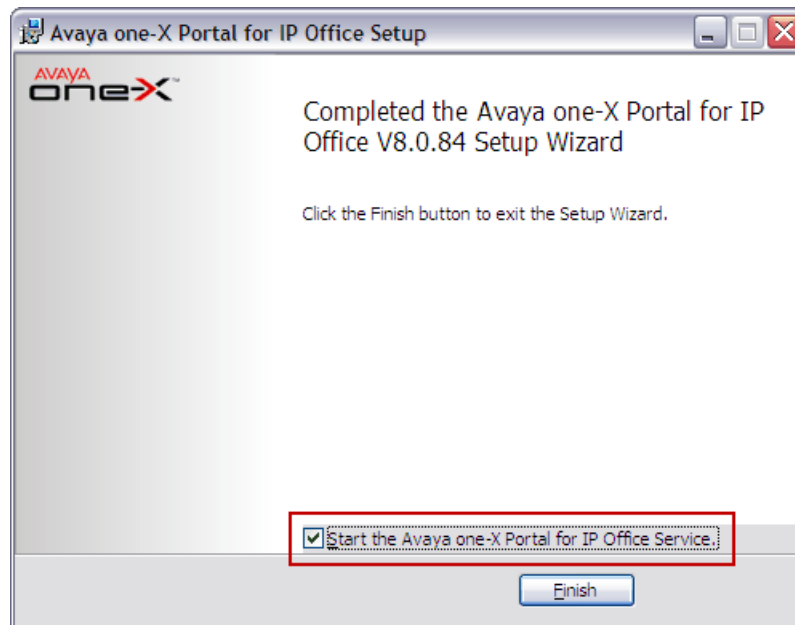 Avaya one-X Portal for IP Office Setup
AVAYA
one-X™
Completed the Avaya one-X Portal for IP
Office V8.0.84 Setup Wizard
Click the Finish button to exit the Setup Wizard.
Start the Avaya one-X Portal for IP Office Service.
Finish